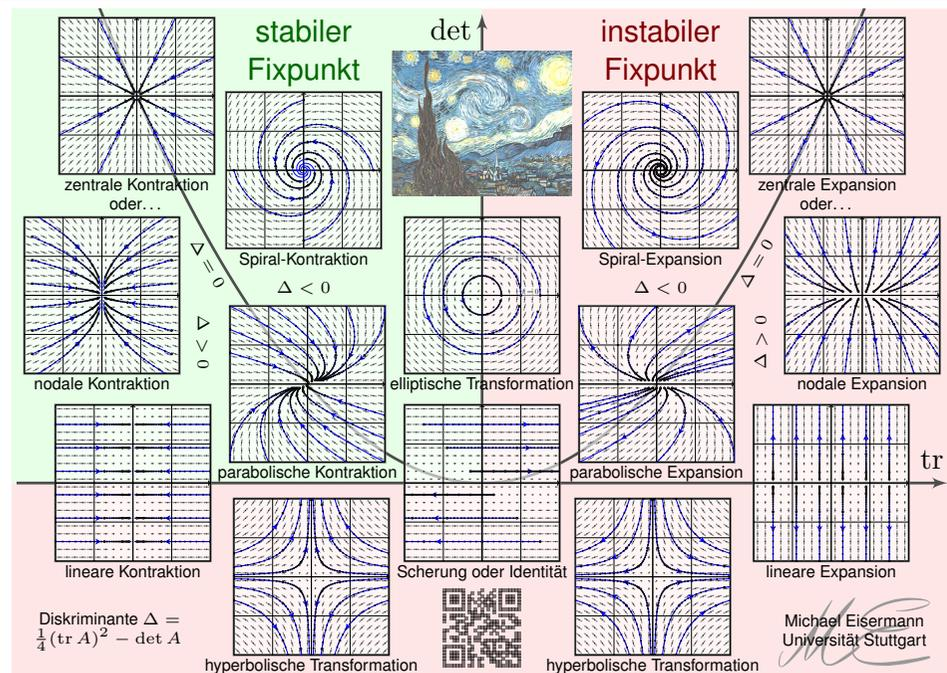 stabiler
Fixpunkt
det
instabiler
Fixpunkt
zentrale Kontraktion
oder…
zentrale Expansion
oder…
Spiral-Kontraktion
Spiral-Expansion
Δ = 0
Δ < 0
Δ < 0
Δ = 0
Δ > 0
Δ > 0
nodale Kontraktion
elliptische Transformation
nodale Expansion
parabolische Kontraktion
parabolische Expansion
tr
lineare Kontraktion
Scherung oder Identität
lineare Expansion
Diskriminante Δ =
¼(tr A)² − det A
Michael Eisermann
Universität Stuttgart
ME
hyperbolische Transformation
hyperbolische Transformation